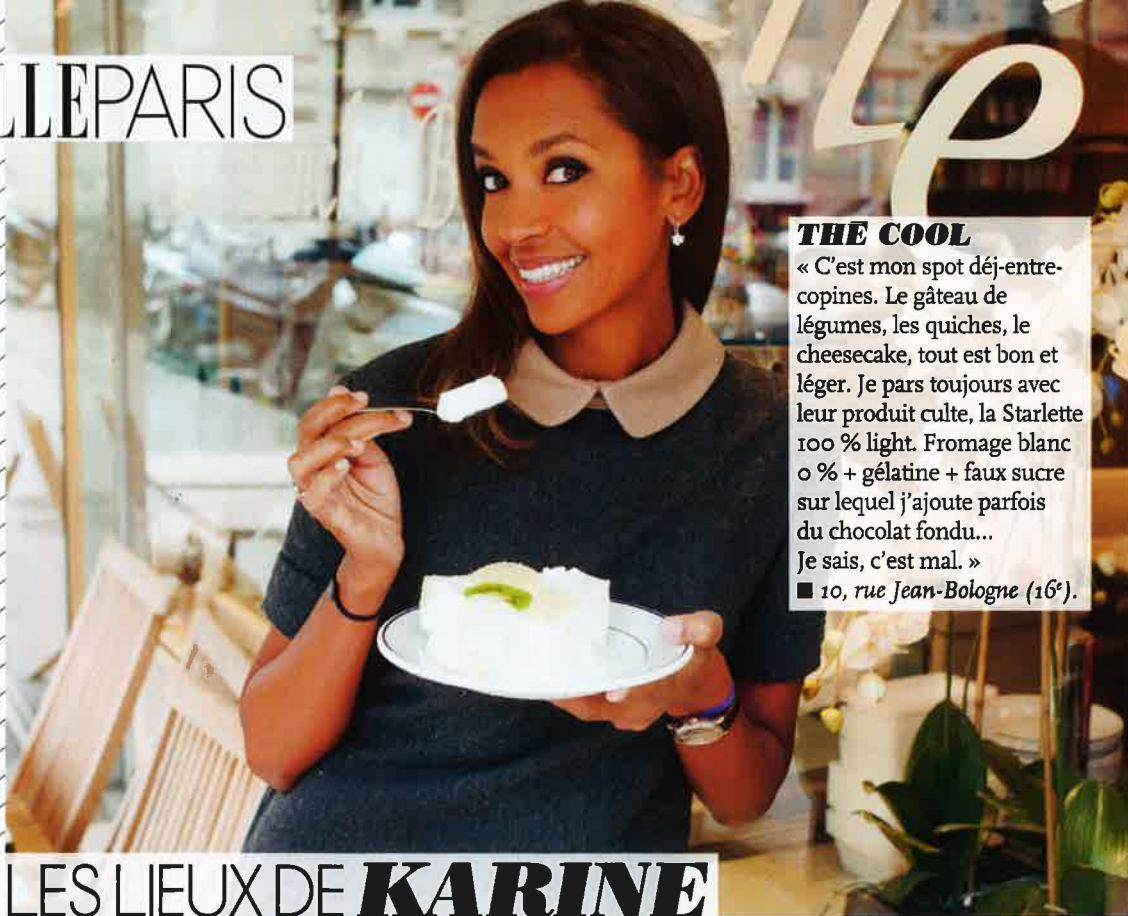 LLEPARIS
THÉ COOL
« C'est mon spot déj-entre-
copines. Le gâteau de
légumes, les quiches, le
cheesecake, tout est bon et
léger. Je pars toujours avec
leur produit culte, la Starlette
100 % light. Fromage blanc
0 % + gélatine + faux sucre
sur lequel j'ajoute parfois
du chocolat fondu...
Je sais, c'est mal. »
■ 10, rue Jean-Bologne (16e).
LES LIEUX DE KARINE